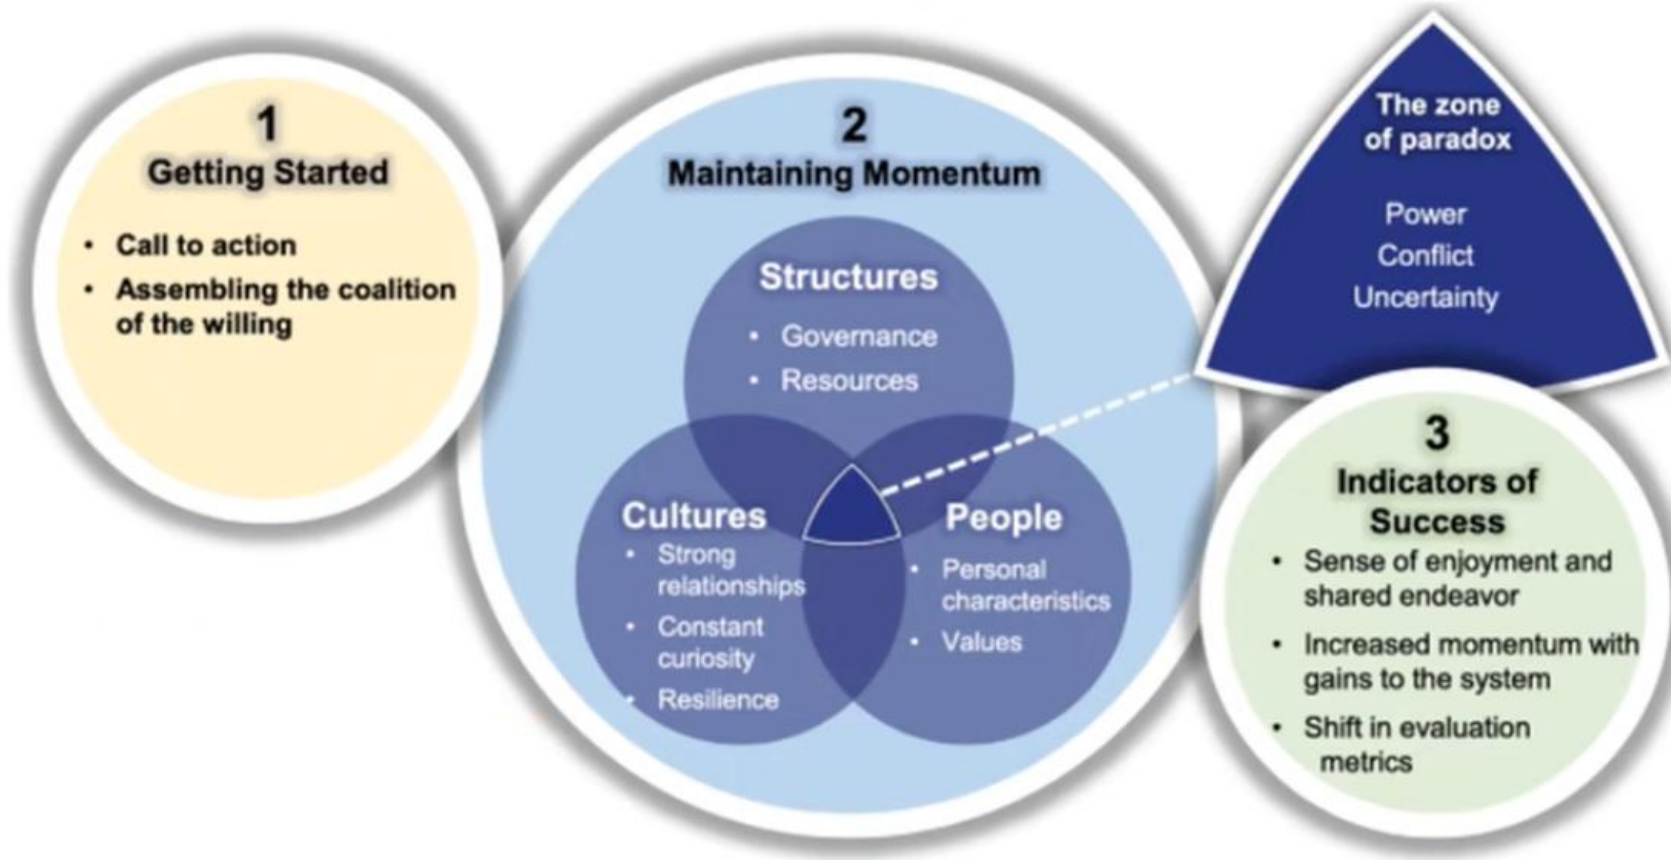 1
Getting Started
• Call to action
• Assembling the coalition
of the willing
2
Maintaining Momentum
Structures
• Governance
• Resources
Cultures
• Strong
relationships
• Constant
curiosity
• Resilience
People
• Personal
characteristics
• Values
The zone
of paradox
Power
Conflict
Uncertainty
3
Indicators of
Success
• Sense of enjoyment and
shared endeavor
• Increased momentum with
gains to the system
• Shift in evaluation
metrics